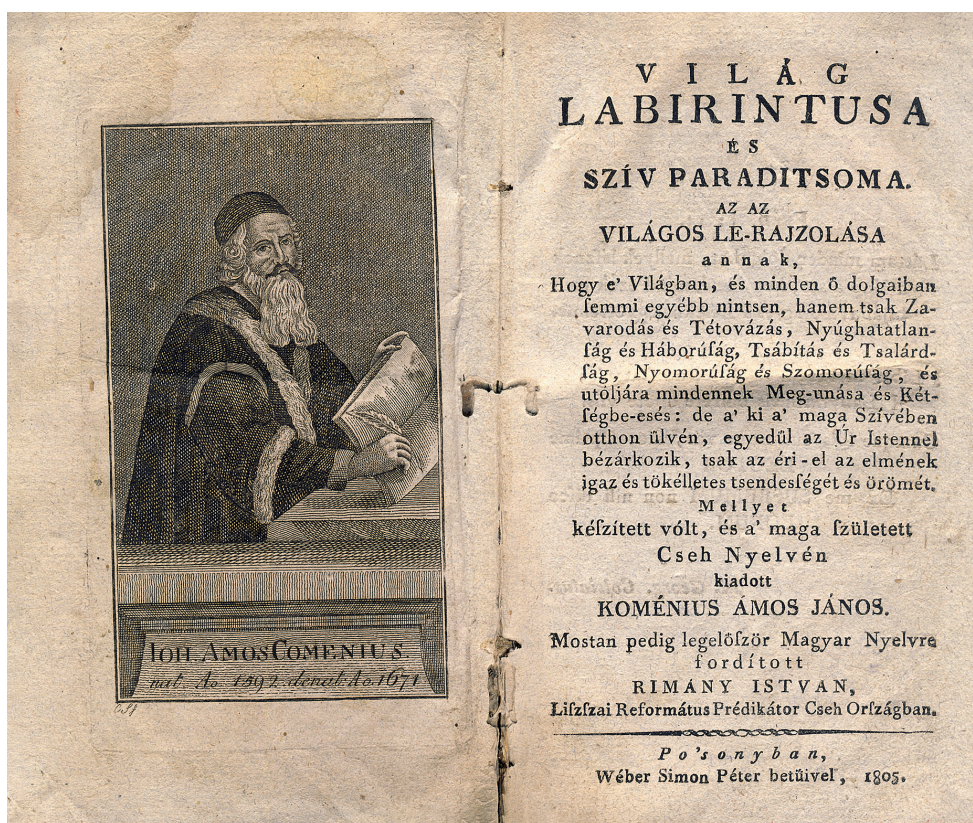 IOH. AMOS COMENIUS.
nat. Ao. 1592. denat. Ao. 1671
VILÁG
LABIRINTUSA
ÉS
SZÍV PARADITSOMA.
AZ AZ
VILÁGOS LE-RAJZOLÁSA
annak,
Hogy e' Világban, és minden ő dolgaiban
ſemmi egyébb nintsen, hanem tsak Za-
varodás és Tétovázás, Nyúghatatlan-
ſág és Háborúſág, Tsábítás és Tsalárd-
ſág, Nyomorúſág és Szomorúſág, és
utóljára mindennek Meg-unása és Két-
ſégbe-esés: de a' ki a' maga Szívében
otthon ülvén, egyedûl az Úr Istennel
bézárkozik, tsak az éri-el az elmének
igaz és tökélletes tsendesſégét és örömét.
Mellyet
kéſzített vólt, és a' maga ſzületett
Cseh Nyelvén
kiadott
KOMÉNIUS ÁMOS JÁNOS.
Mostan pedig legelöſzör Magyar Nyelvre
fordított
RIMÁNY ISTVAN,
Liſzſzai Református Prédikátor Cseh Orſzágban.
Po'sonyban,
Wéber Simon Péter betüivel, 1805.